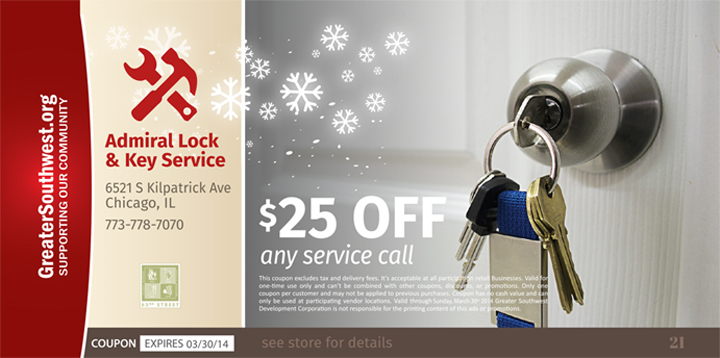 GreaterSouthwest.org
SUPPORTING OUR COMMUNITY
Admiral Lock
& Key Service
6521 S Kilpatrick Ave
Chicago, IL
773-778-7070
63RD STREET
$25 OFF
any service call
This coupon excludes tax and delivery fees. It's acceptable at all participating retail Businesses. Valid for
one-time use only and can't be combined with other coupons, discounts, or promotions. Only one
coupon per customer and may not be applied to previous purchases. Coupon has no cash value and can
only be used at participating vendor locations. Valid through Sunday, March 30th 2014 Greater Southwest
Development Corporation is not responsible for the printing content of this ads or promotions.
COUPON EXPIRES 03/30/14
see store for details
21